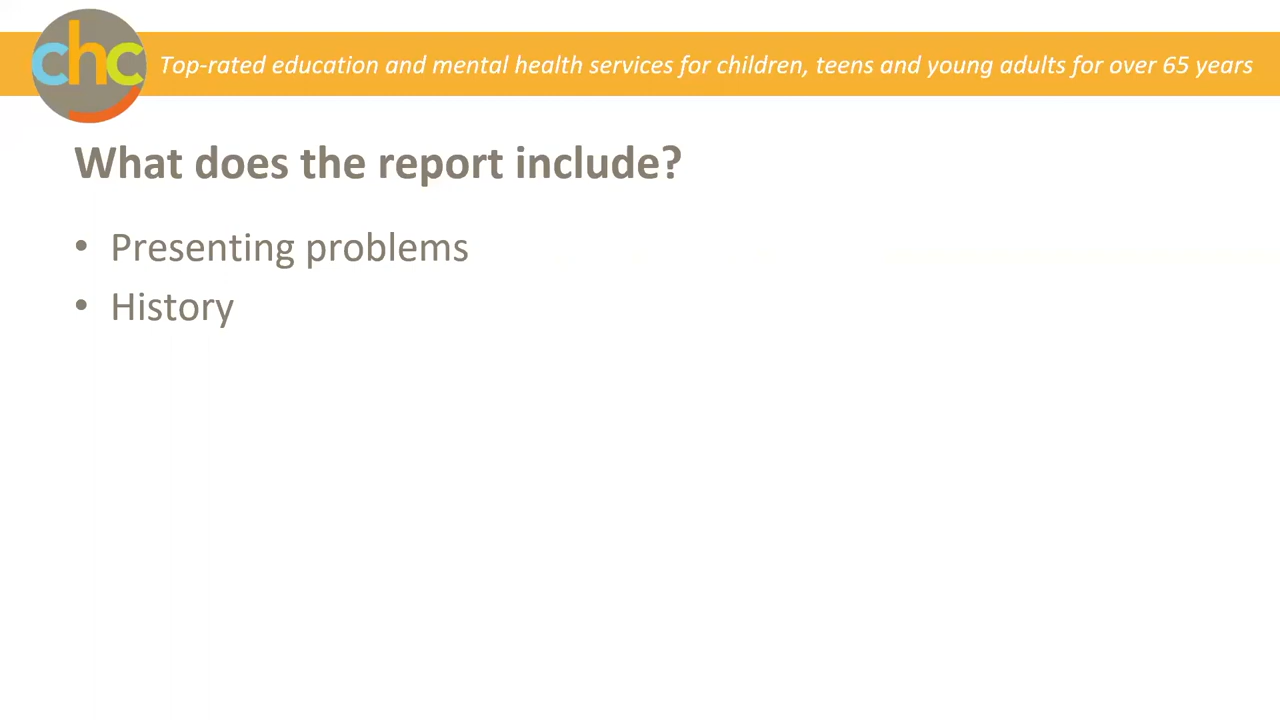 chc
Top-rated education and mental health services for children, teens and young adults for over 65 years
What does the report include?
• Presenting problems
• History